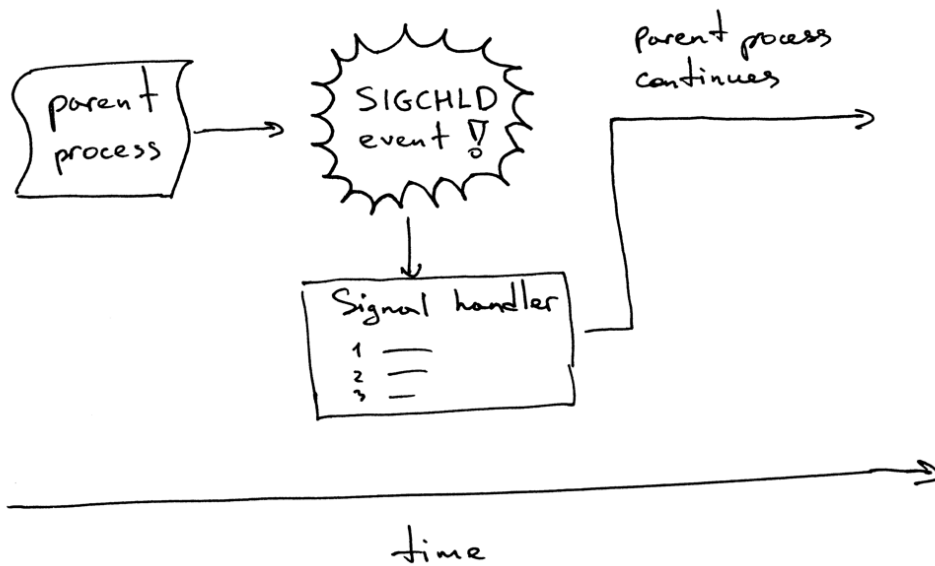 parent
process
SIGCHLD
event !
Signal handler
1
2
3
parent process
continues
time